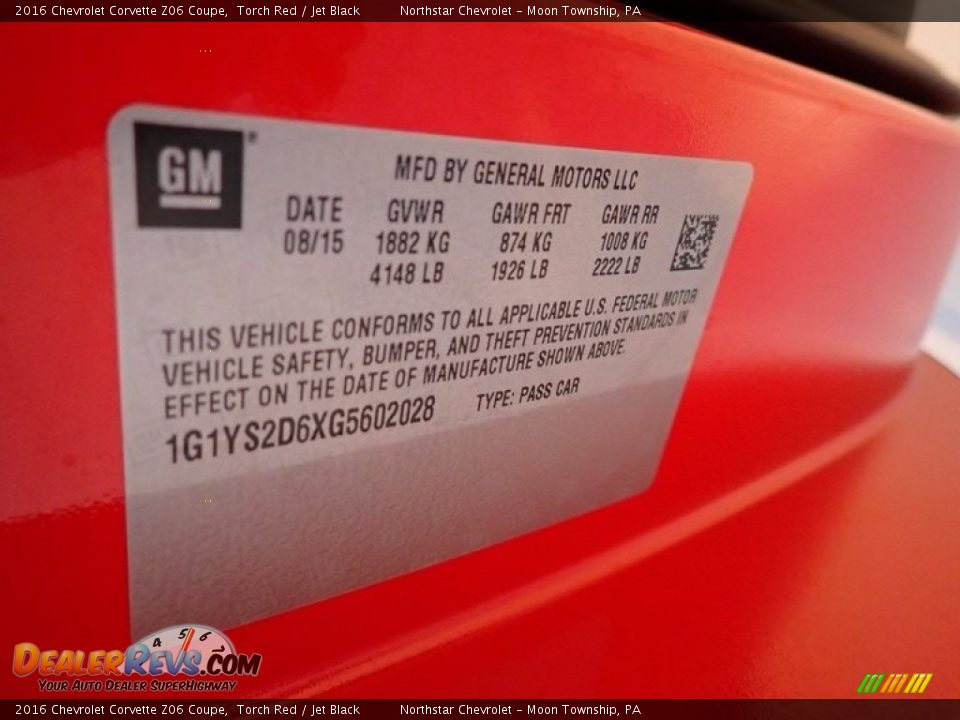 2016 Chevrolet Corvette Z06 Coupe, Torch Red / Jet Black Northstar Chevrolet - Moon Township, PA
GM
MFD BY GENERAL MOTORS LLC
DATE GVWR GAWR FRT GAWR RR
08/15 1882 KG 874 KG 1008 KG
4148 LB 1926 LB 2222 LB
THIS VEHICLE CONFORMS TO ALL APPLICABLE U.S. FEDERAL MOTOR
VEHICLE SAFETY, BUMPER, AND THEFT PREVENTION STANDARDS IN
EFFECT ON THE DATE OF MANUFACTURE SHOWN ABOVE.
1G1YS2D6XG5602028 TYPE: PASS CAR
4 5 6
DEALERREVS.COM
YOUR AUTO DEALER SUPERHIGHWAY
2016 Chevrolet Corvette Z06 Coupe, Torch Red / Jet Black Northstar Chevrolet - Moon Township, PA